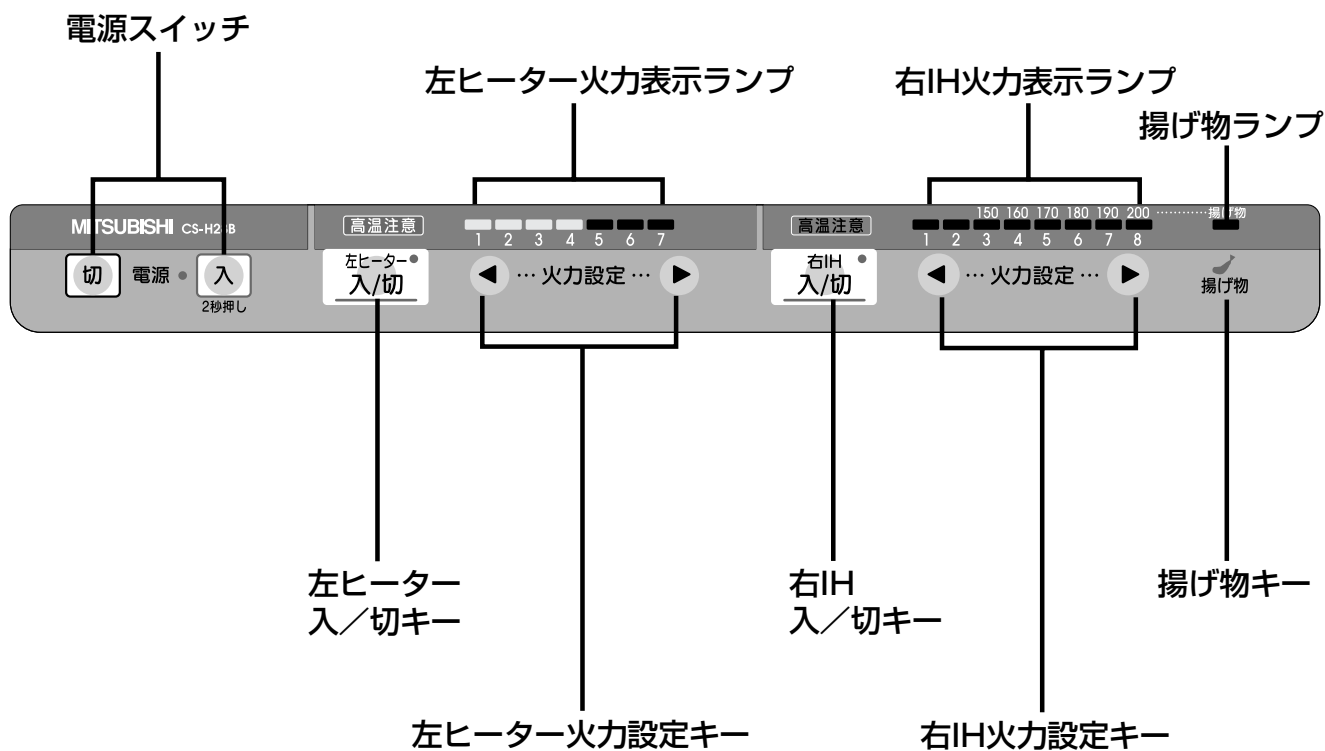 電源スイッチ
左ヒーター火力表示ランプ
右IH火力表示ランプ
揚げ物ランプ
MITSUBISHI
高温注意
1 2 3 4 5 6 7
高温注意
150 160 170 180 190 200 …………揚げ物
1 2 3 4 5 6 7 8
切 電源 入
2秒押し
左ヒーター
入/切
◀ … 火力設定 … ▶
右IH
入/切
◀ … 火力設定 … ▶
揚げ物
左ヒーター
入／切キー
右IH
入／切キー
揚げ物キー
左ヒーター火力設定キー
右IH火力設定キー